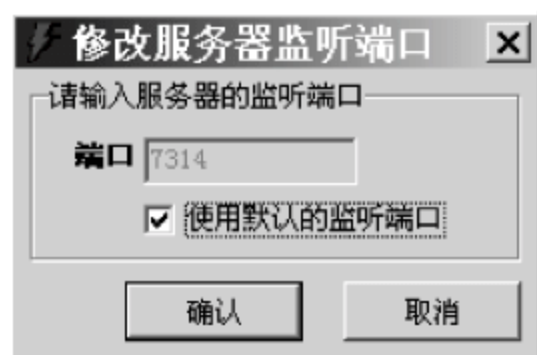 修改服务器监听端口
请输入服务器的监听端口
端口 7314
使用默认的监听端口
确认 取消